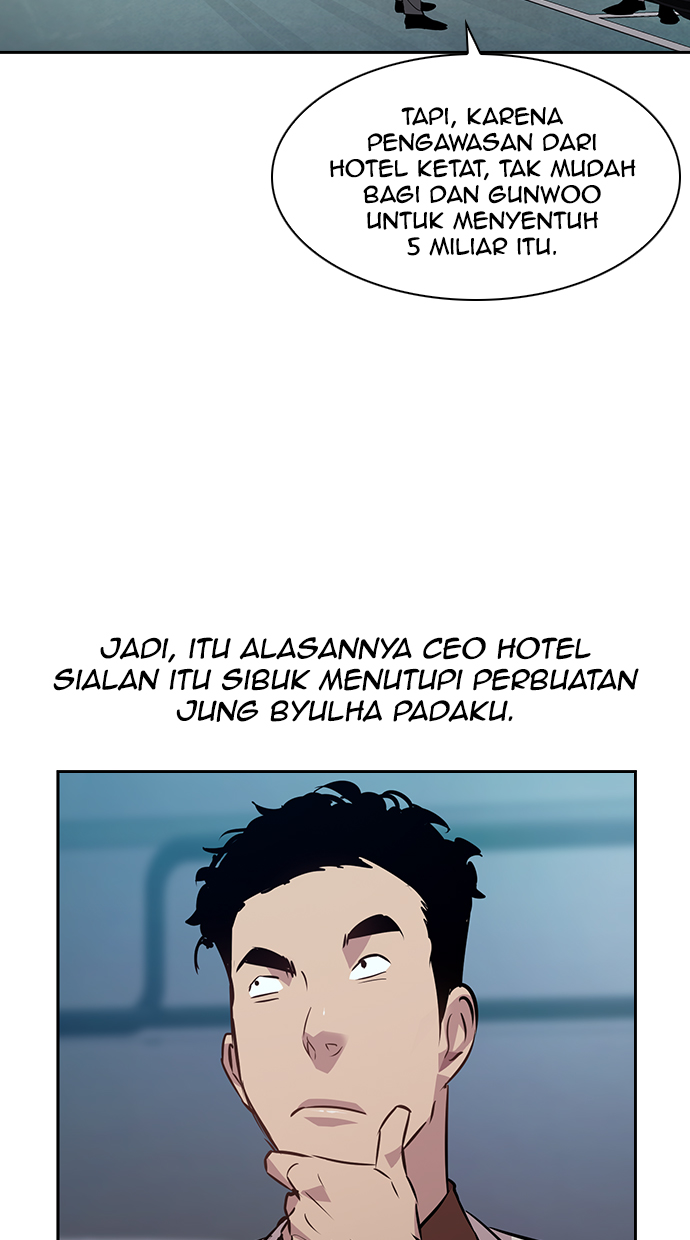 TAPI, KARENA
PENGAWASAN DARI
HOTEL KETAT, TAK MUDAH
BAGI DAN GUNWOO
UNTUK MENYENTUH
5 MILIAR ITU.
JADI, ITU ALASANNYA CEO HOTEL
SIALAN ITU SIBUK MENUTUPI PERBUATAN
JUNG BYULHA PADAKU.